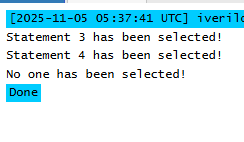 [2025-11-05 05:37:41 UTC]
Statement 3 has been selected!
Statement 4 has been selected!
No one has been selected!
Done